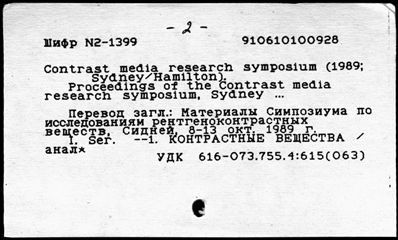 - 2 -
Шифр N2-1399 910610100928
Contrast media research symposium (1989;
Sydney/Hamilton).
Proceedings of the Contrast media
research symposium, Sydney ...
Перевод загл.: Материалы Симпозиума по
исследованиям рентгеноконтрастных
веществ, Сидней, 8-13 окт. 1989 г.
I. Ser. --1. КОНТРАСТНЫЕ ВЕЩЕСТВА /
анал*
УДК 616-073.755.4:615(063)